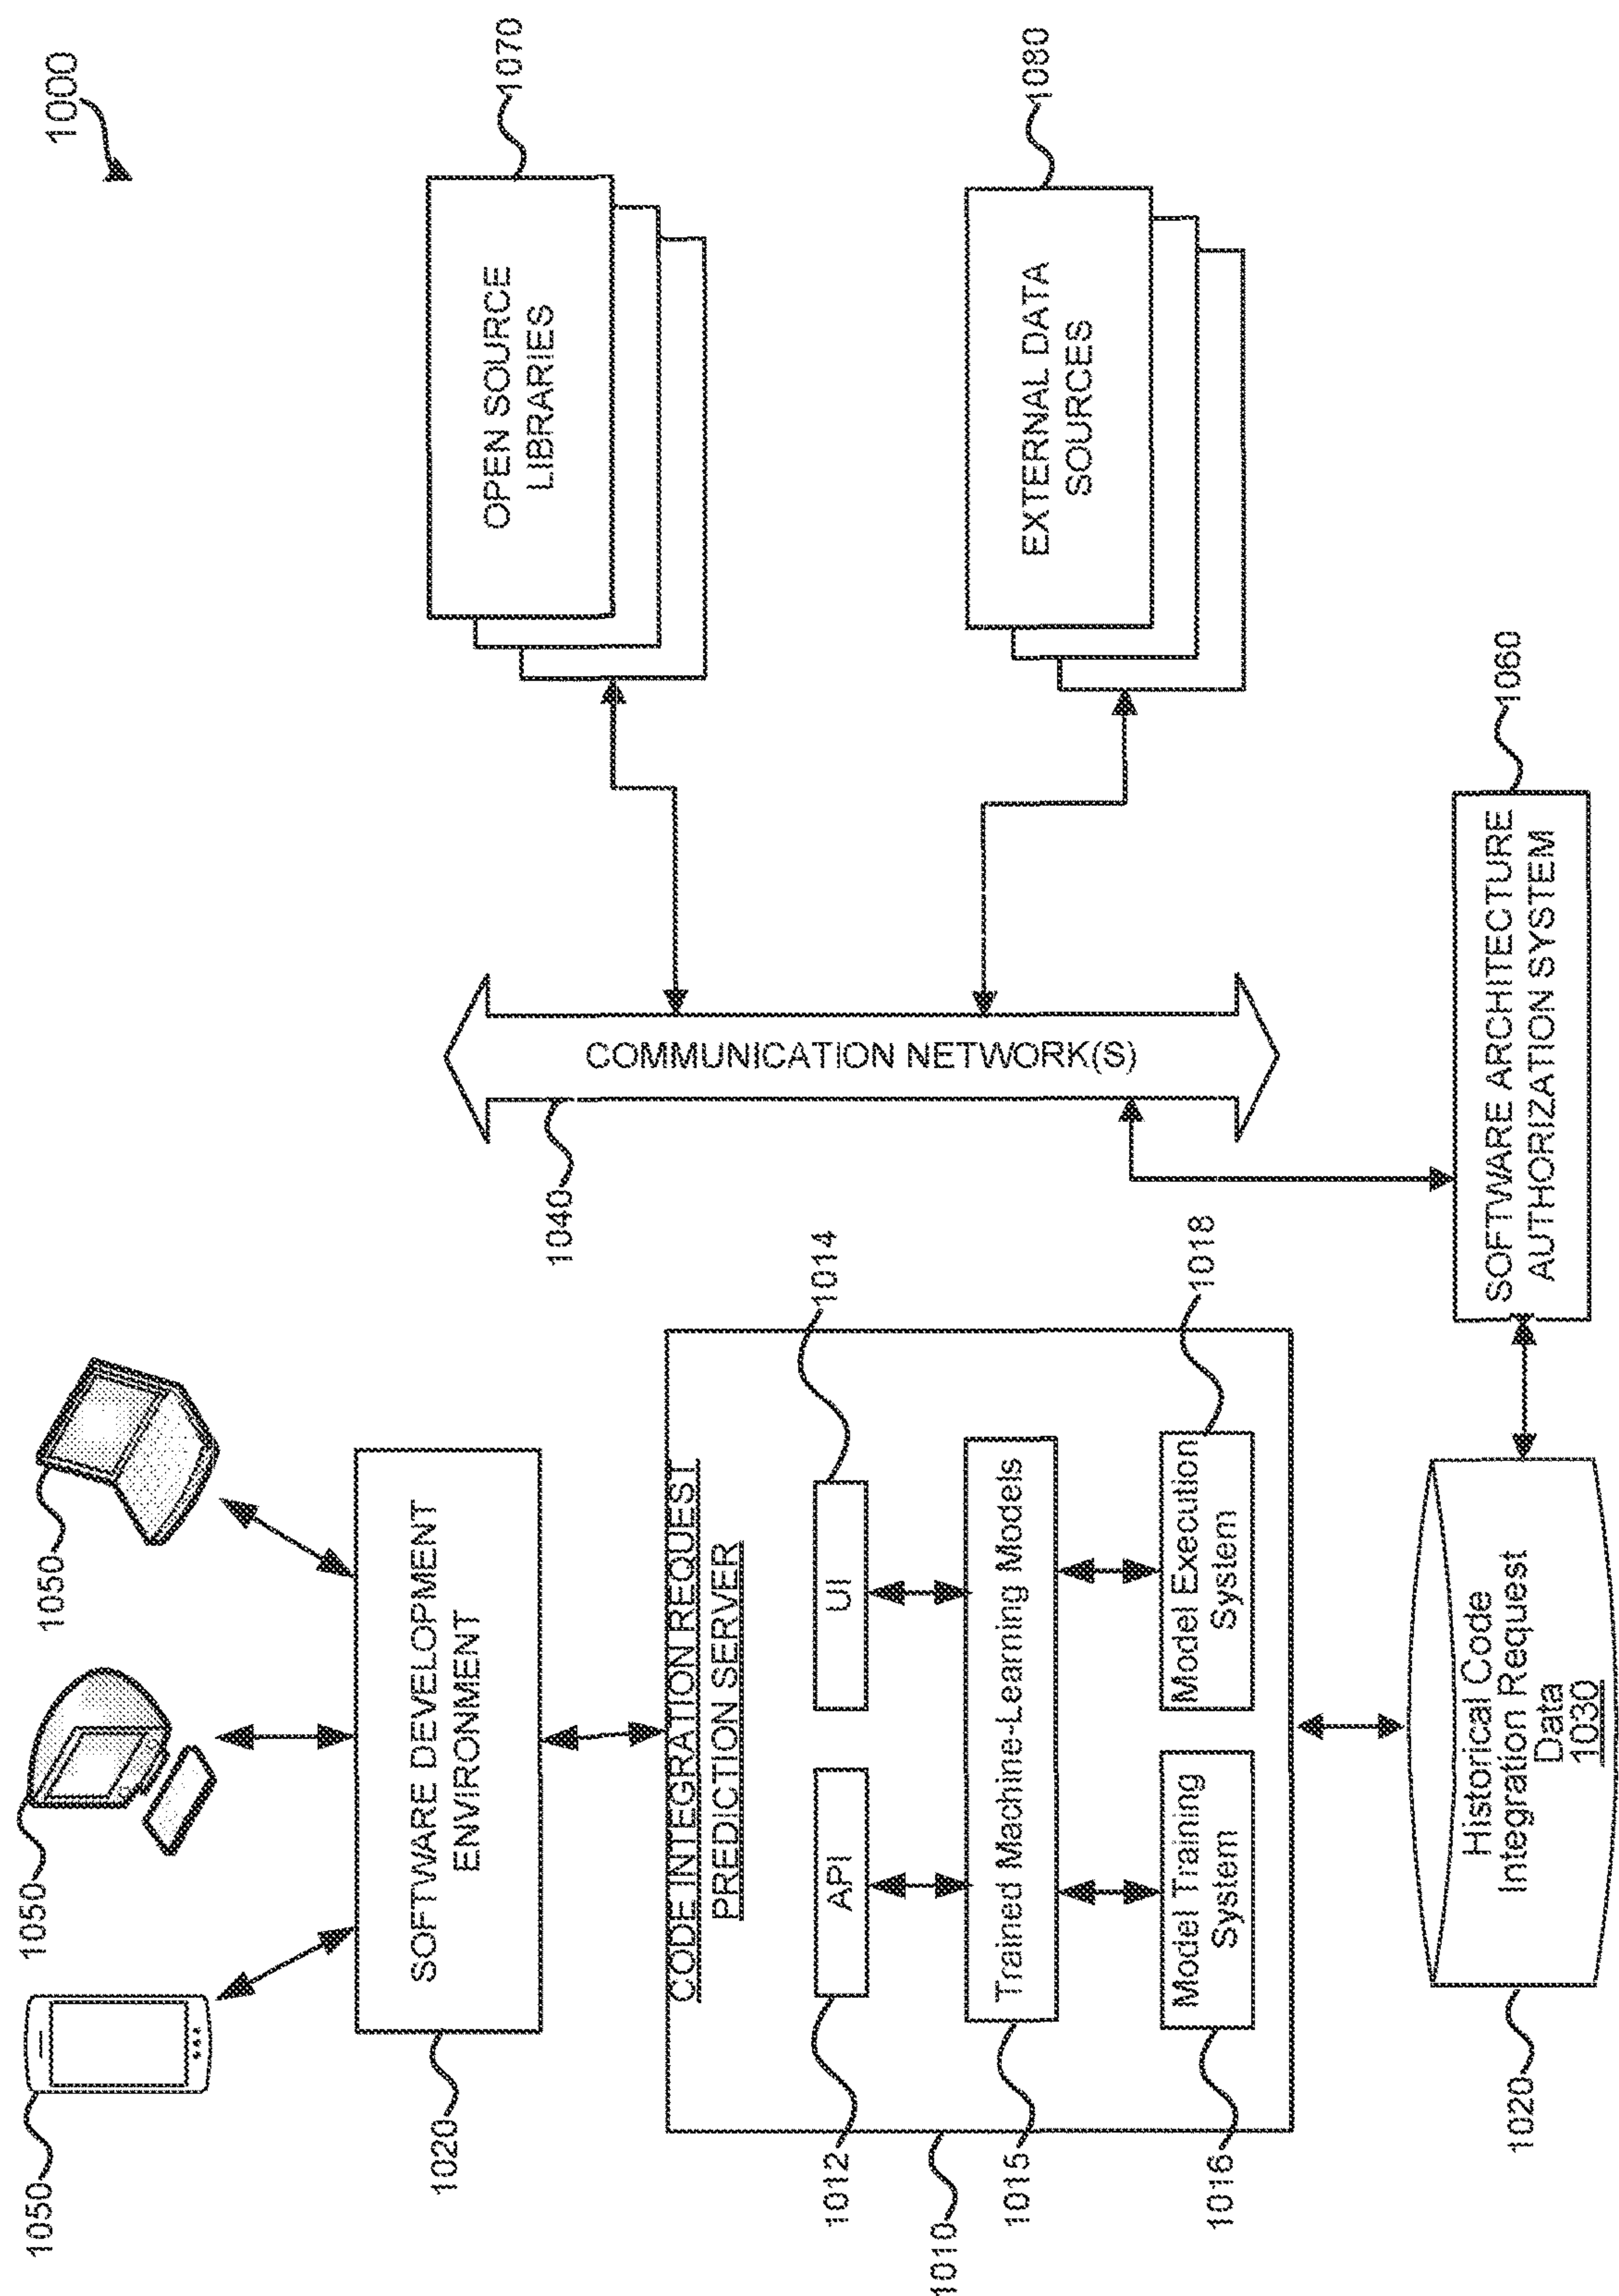 1000
1050
1050
1050
SOFTWARE DEVELOPMENT
ENVIRONMENT
1020
CODE INTEGRATION REQUEST
PREDICTION SERVER
API
UI
1012
1014
Trained Machine-Learning Models
1015
Model Training
System
Model Execution
System
1016
1018
1010
Historical Code
Integration Request
Data
1030
1020
1040
COMMUNICATION NETWORK(S)
OPEN SOURCE
LIBRARIES
1070
EXTERNAL DATA
SOURCES
1080
SOFTWARE ARCHITECTURE
AUTHORIZATION SYSTEM
1060